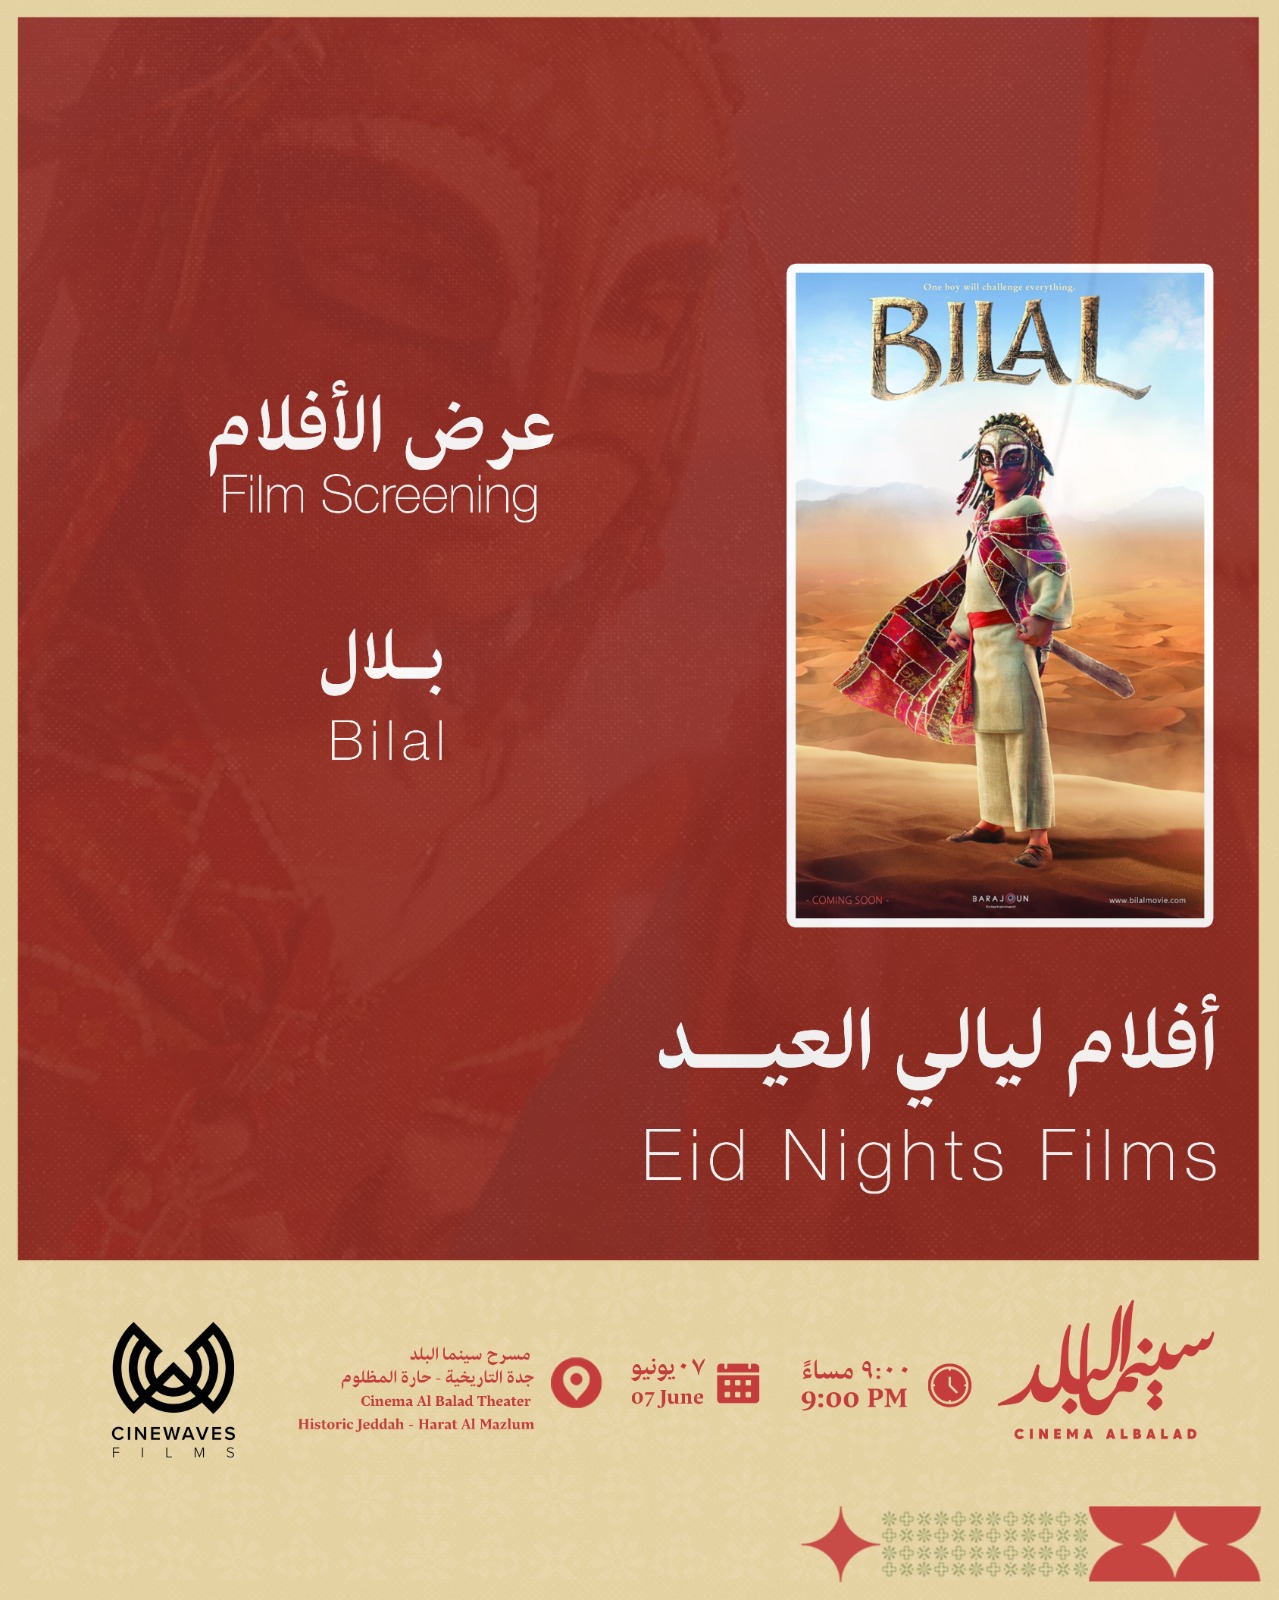 One boy will challenge everything.
BILAL
عرض الأفلام
Film Screening
بـلال
Bilal
- COMING SOON -
BARAJOUN
www.bilalmovie.com
أفلام ليالي العيـــد
Eid Nights Films
سينما البلد
CINEMA ALBALAD
٩:٠٠ مساءً
9:00 PM
٠٧ يونيو
07 June
مسرح سينما البلد
جدة التاريخية - حارة المظلوم
Cinema Al Balad Theater
Historic Jeddah - Harat Al Mazlum
CINEWAVES
FILMS